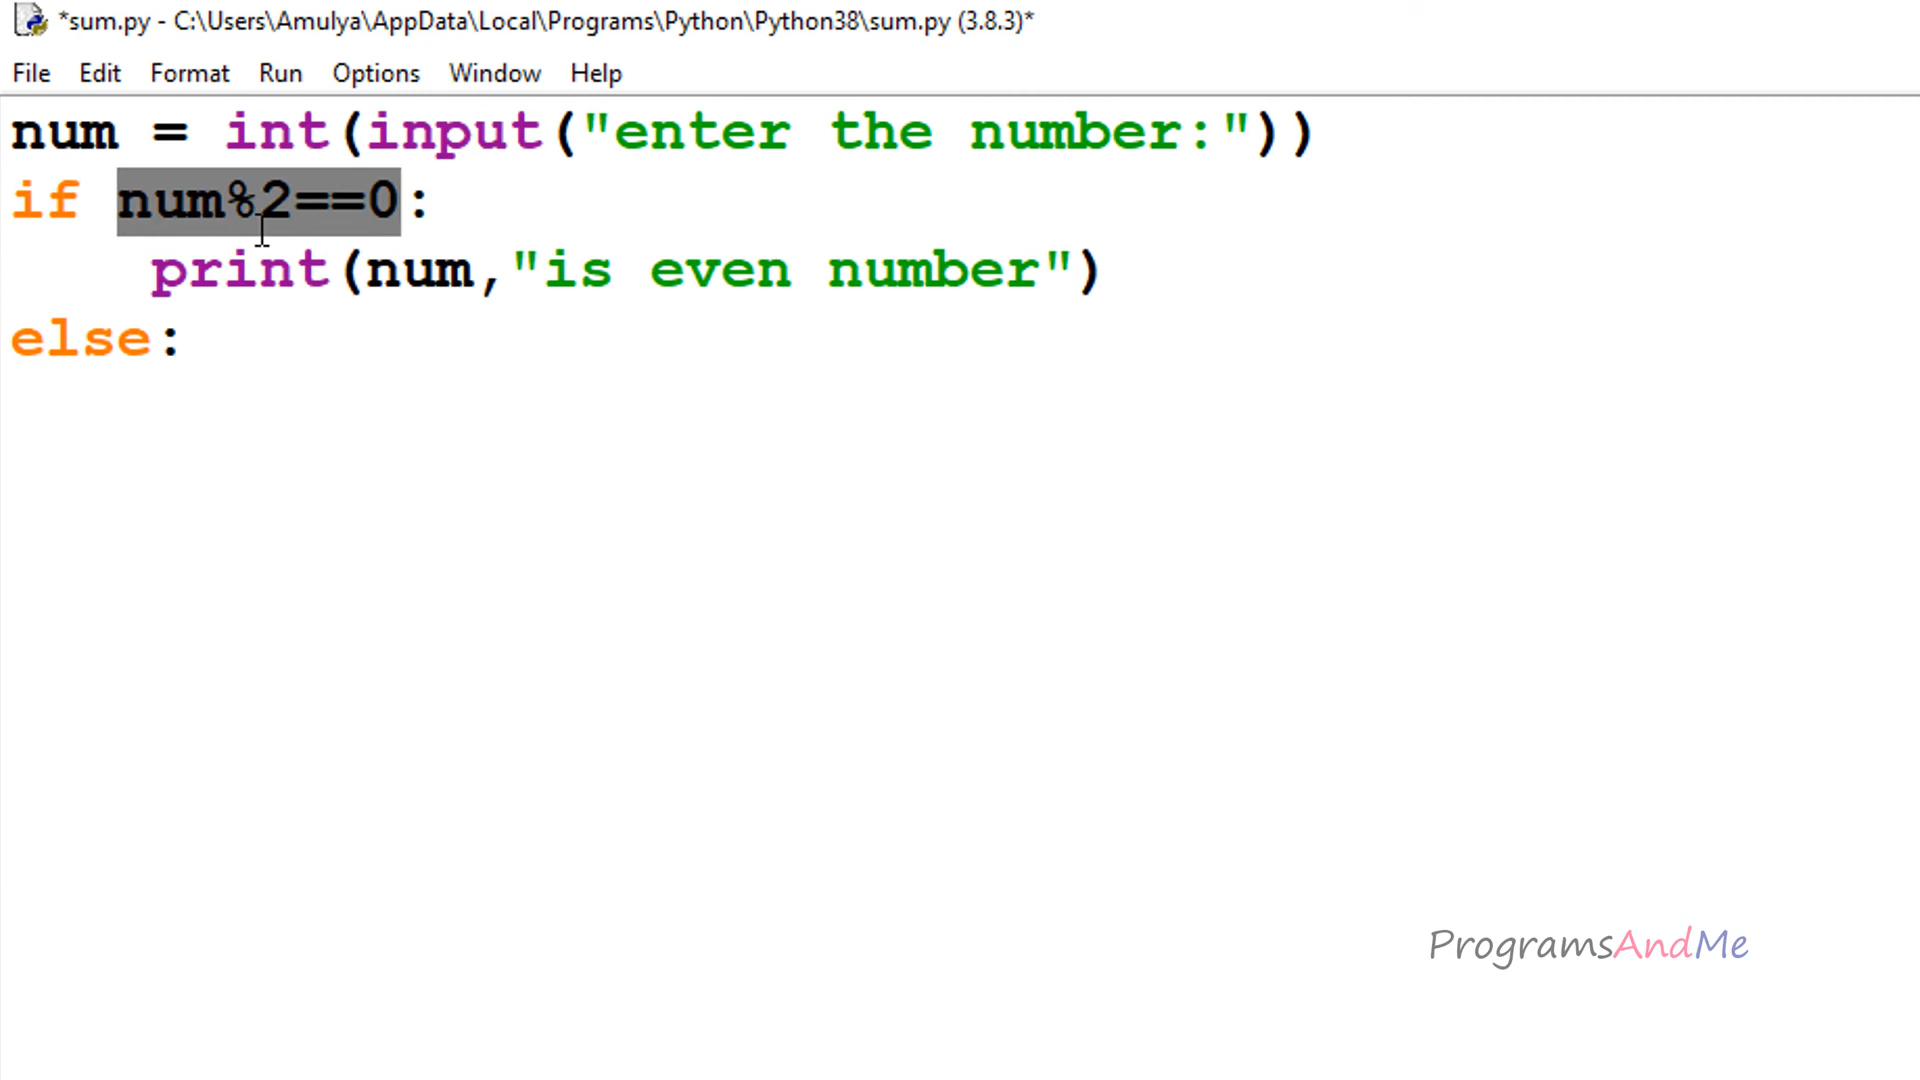 *sum.py - C:\Users\Amulya\AppData\Local\Programs\Python\Python38\sum.py (3.8.3)*
File Edit Format Run Options Window Help
num = int(input("enter the number:"))
if num%2==0:
    print(num,"is even number")
else:
ProgramsAndMe